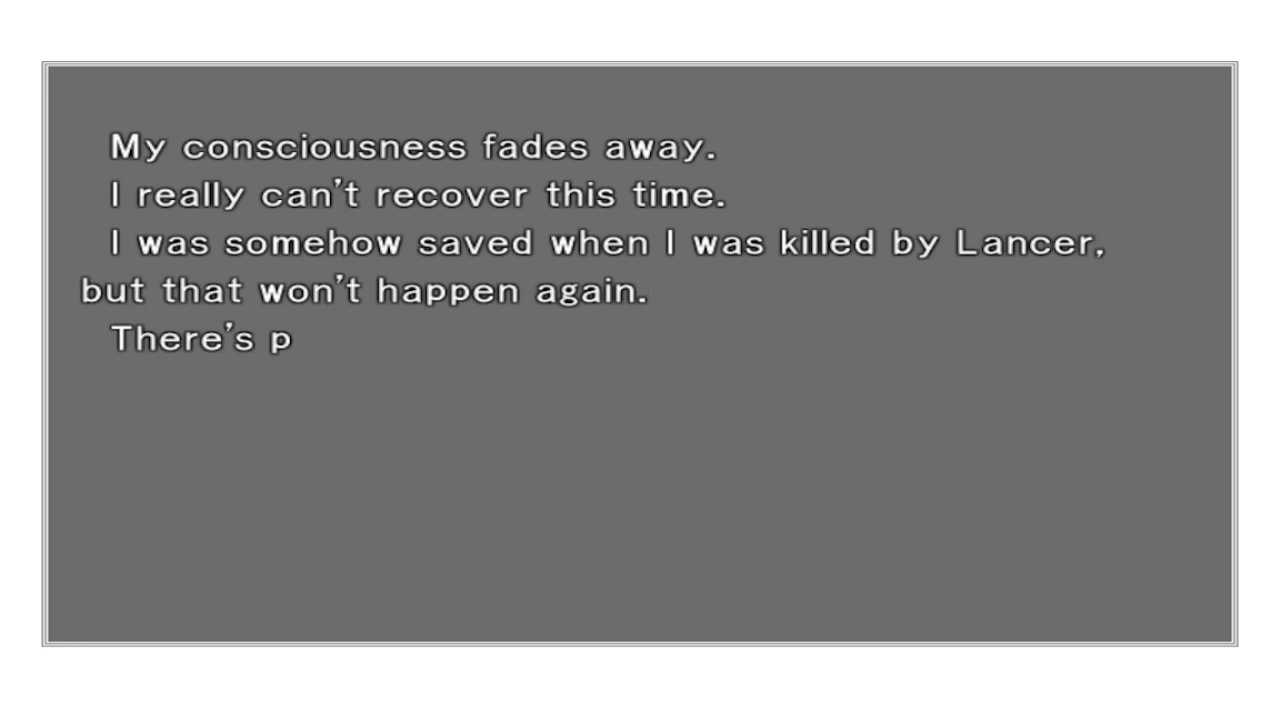 My consciousness fades away.
I really can't recover this time.
I was somehow saved when I was killed by Lancer,
but that won't happen again.
There's p